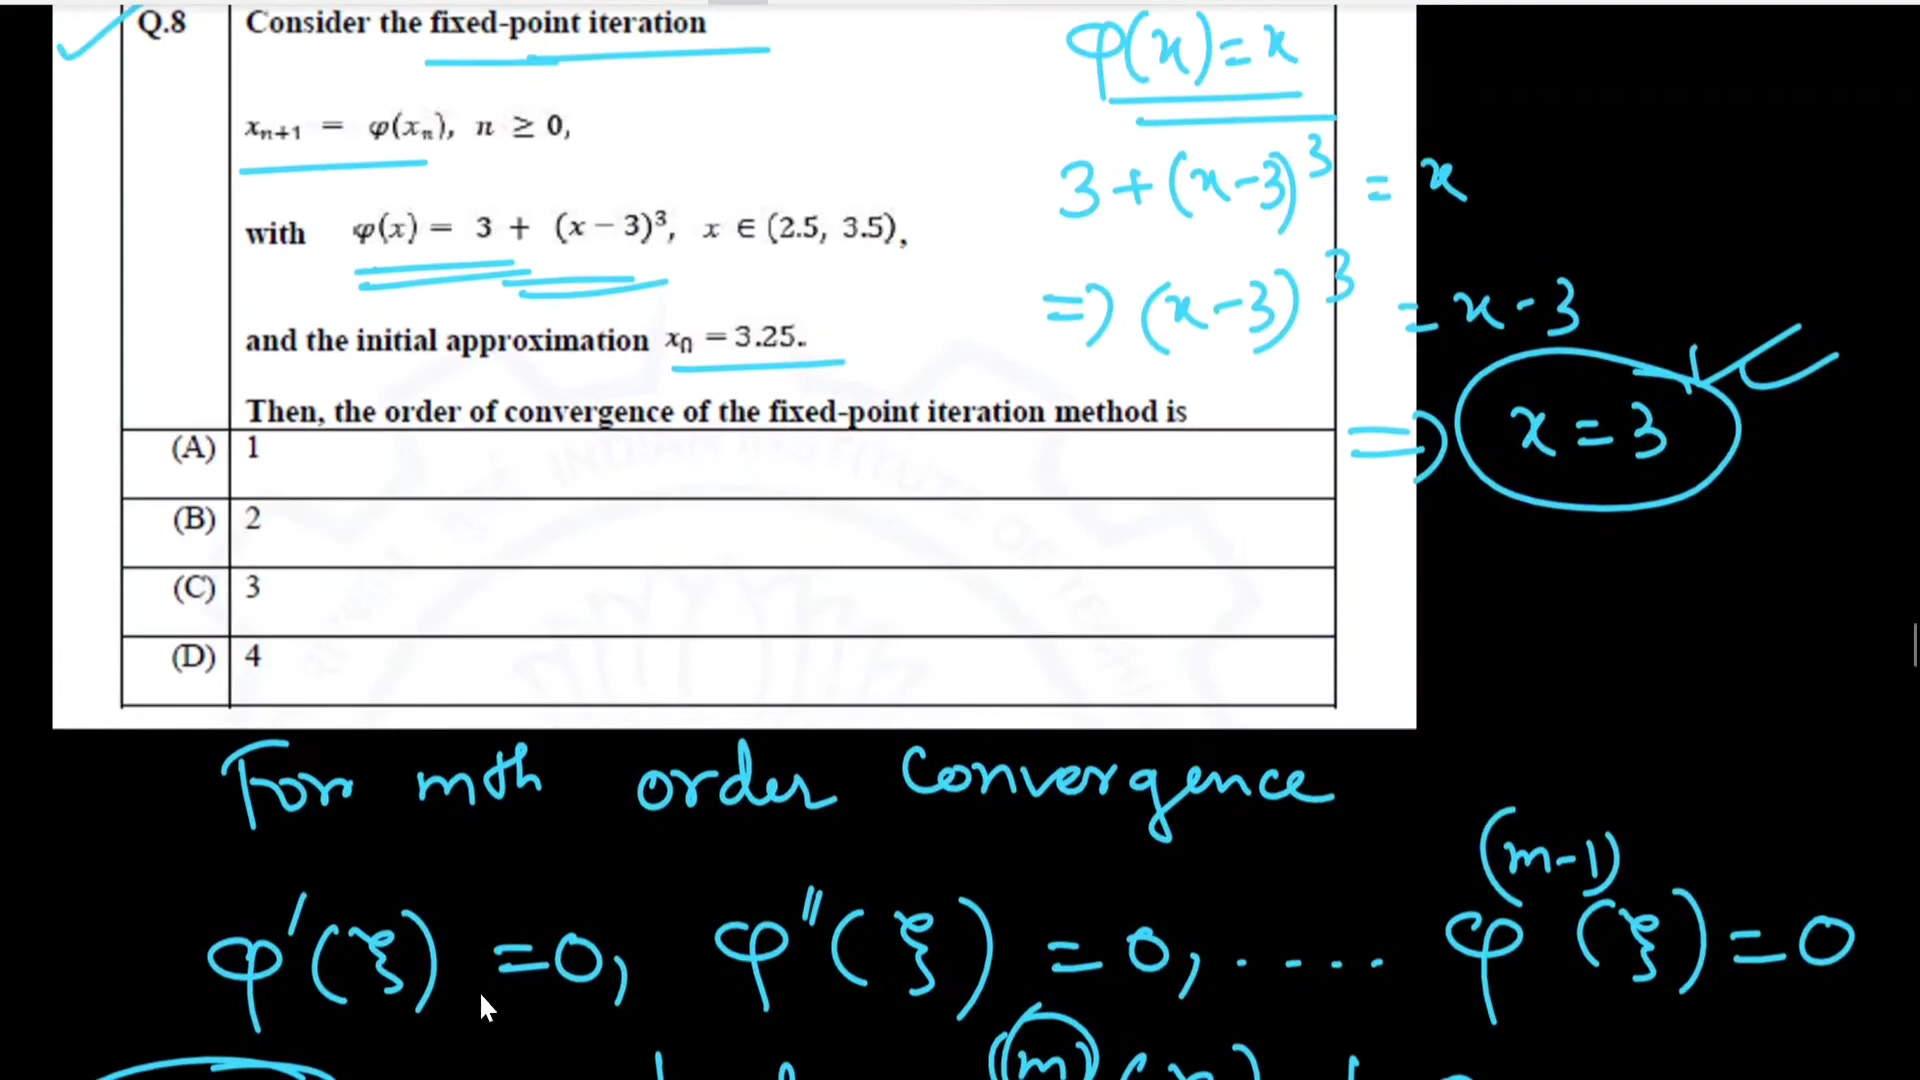 Q.8 Consider the fixed-point iteration
φ(x) = x
xₙ₊₁ = φ(xₙ), n ≥ 0,
3 + (x-3)³ = x
with φ(x) = 3 + (x − 3)³, x ∈ (2.5, 3.5),
⇒ (x-3)³ = x-3
and the initial approximation x₀ = 3.25.
⇒ x = 3
Then, the order of convergence of the fixed-point iteration method is
(A) 1
(B) 2
(C) 3
(D) 4
For mth order Convergence
φ'(ξ) = 0, φ''(ξ) = 0, ..... φ⁽ᵐ⁻¹⁾(ξ) = 0
(m)